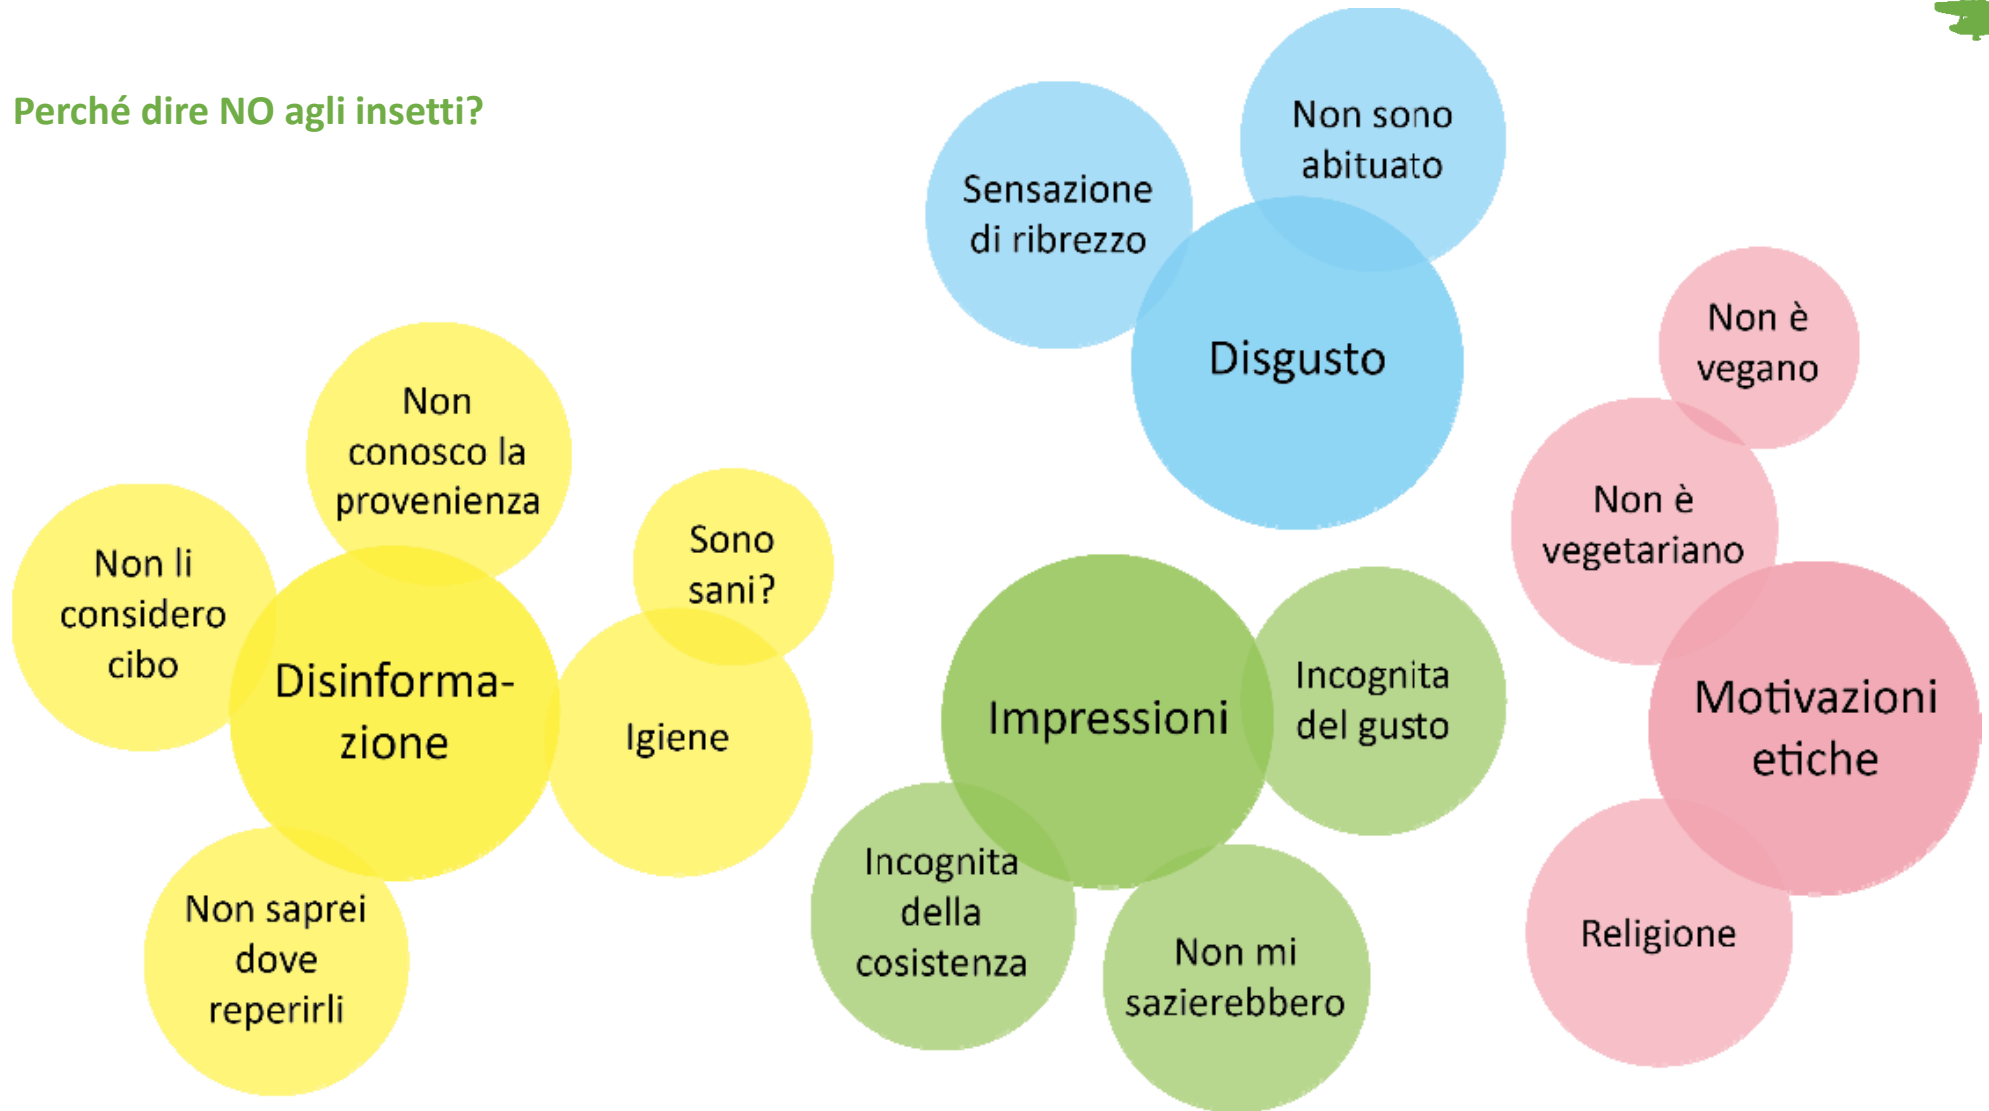 Perché dire NO agli insetti?
Non sono
abituato
Sensazione
di ribrezzo
Disgusto
Non
conosco la
provenienza
Non li
considero
cibo
Sono
sani?
Disinforma-
zione
Igiene
Non saprei
dove
reperirli
Impressioni
Incognita
del gusto
Incognita
della
cosistenza
Non mi
sazierebbero
Non è
vegano
Non è
vegetariano
Motivazioni
etiche
Religione